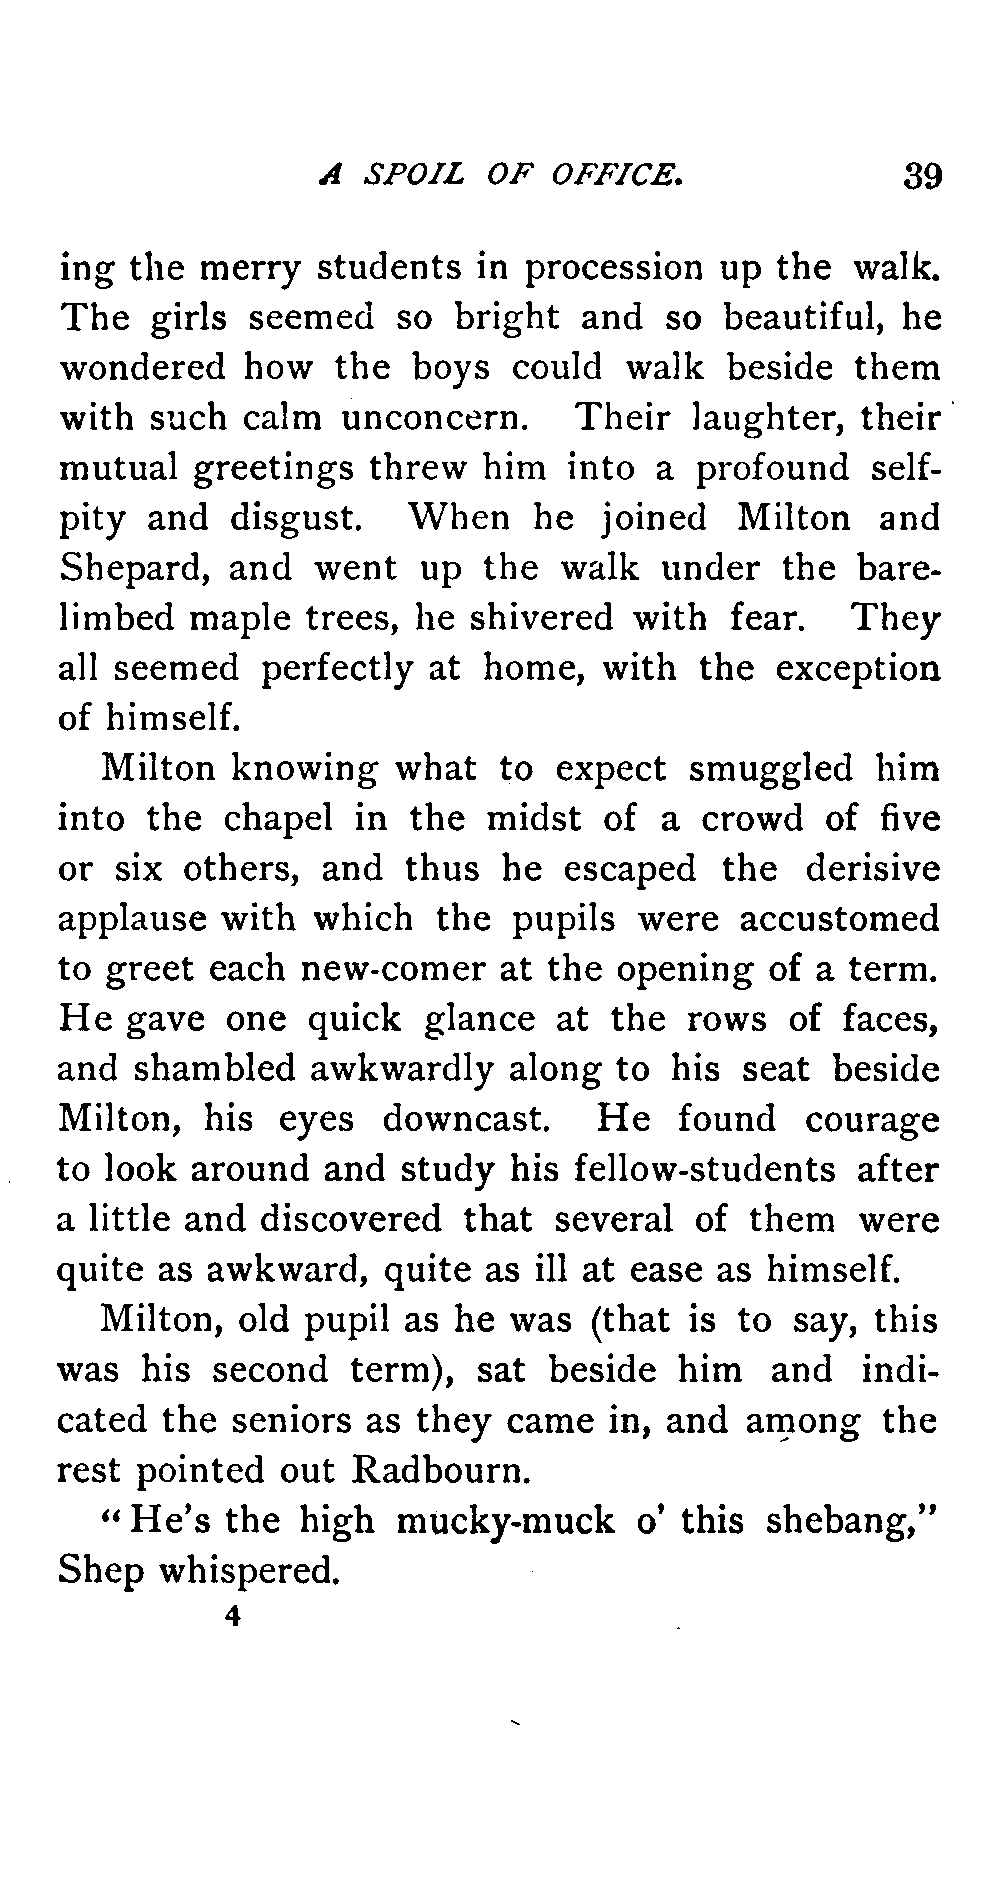 A SPOIL OF OFFICE. 39
ing the merry students in procession up the walk.
The girls seemed so bright and so beautiful, he
wondered how the boys could walk beside them
with such calm unconcern. Their laughter, their
mutual greetings threw him into a profound self-
pity and disgust. When he joined Milton and
Shepard, and went up the walk under the bare-
limbed maple trees, he shivered with fear. They
all seemed perfectly at home, with the exception
of himself.
Milton knowing what to expect smuggled him
into the chapel in the midst of a crowd of five
or six others, and thus he escaped the derisive
applause with which the pupils were accustomed
to greet each new-comer at the opening of a term.
He gave one quick glance at the rows of faces,
and shambled awkwardly along to his seat beside
Milton, his eyes downcast. He found courage
to look around and study his fellow-students after
a little and discovered that several of them were
quite as awkward, quite as ill at ease as himself.
Milton, old pupil as he was (that is to say, this
was his second term), sat beside him and indi-
cated the seniors as they came in, and among the
rest pointed out Radbourn.
"He's the high mucky-muck o' this shebang,"
Shep whispered.
4